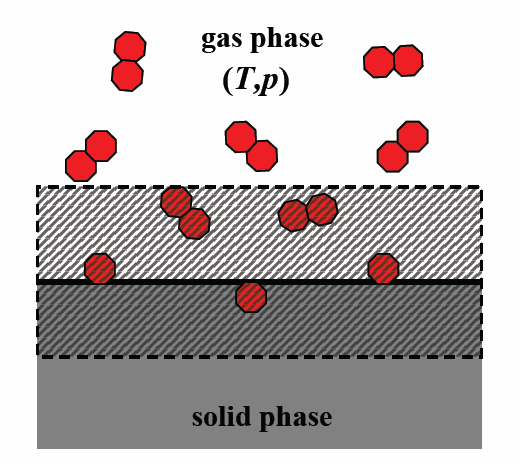 gas phase
(T,p)
solid phase